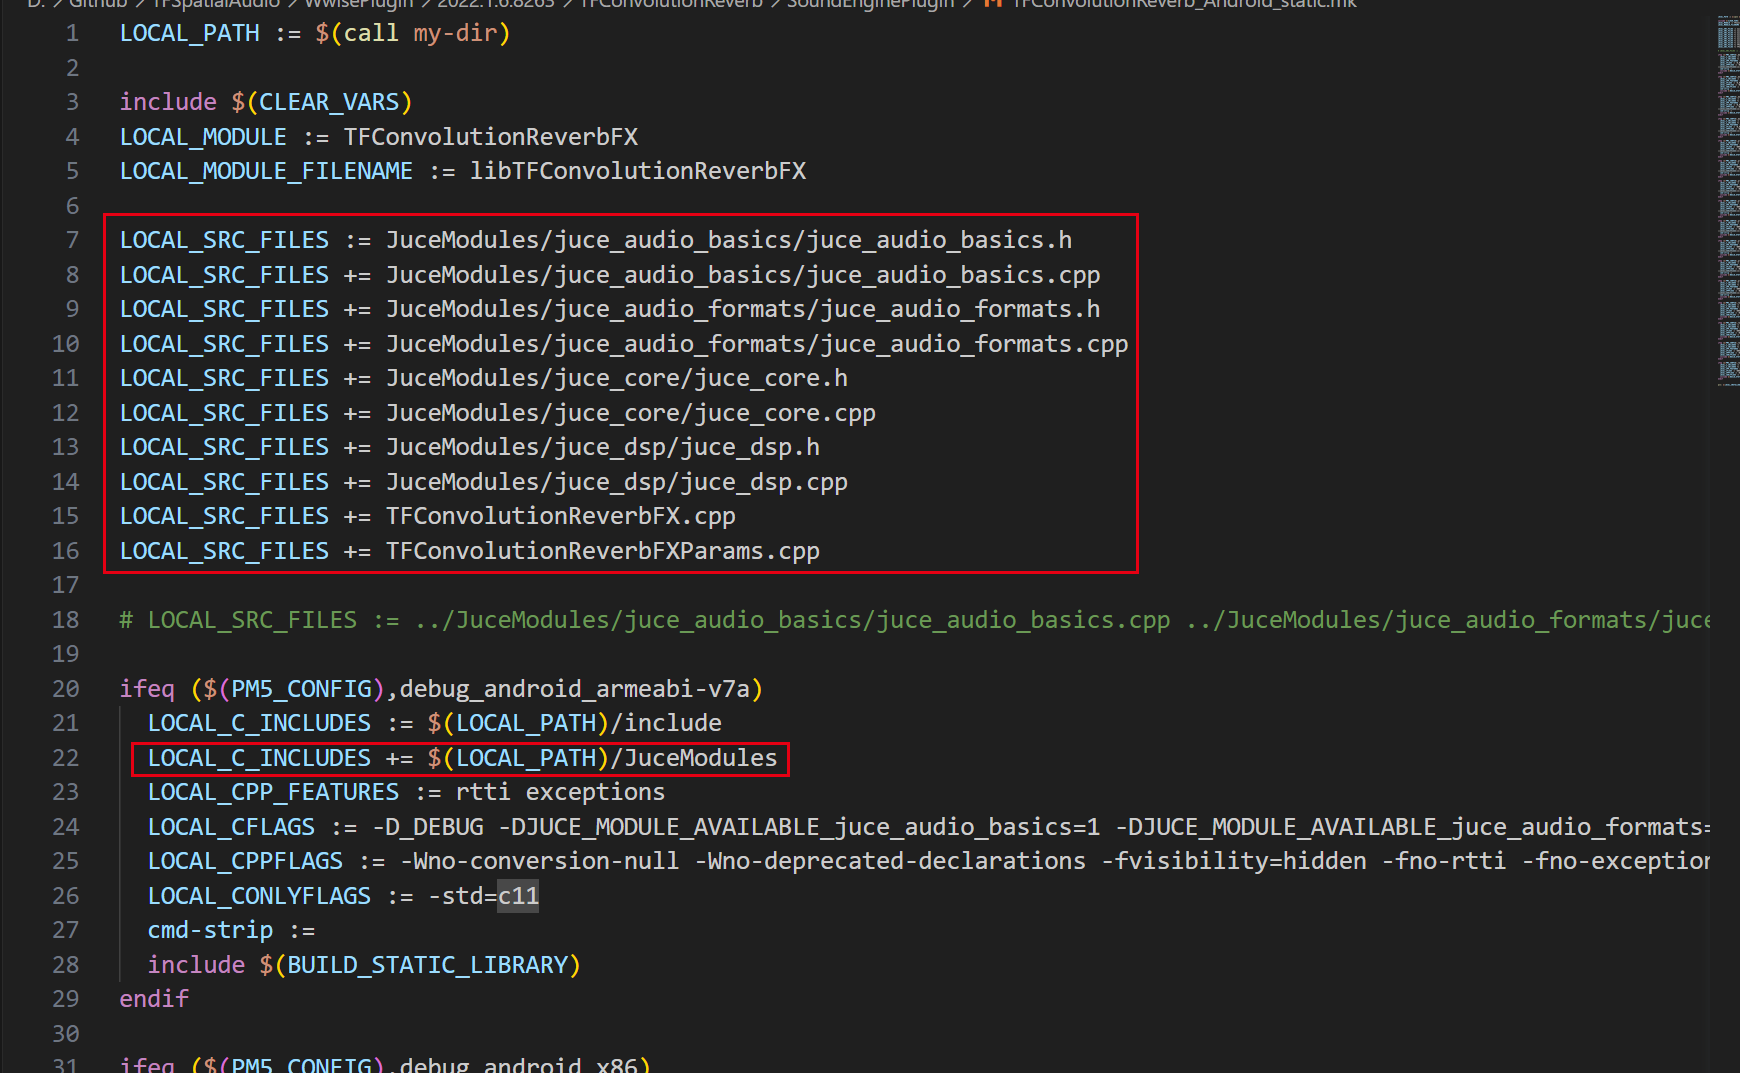 D: > Github > TFSpatialAudio > WwisePlugin > 2022.1.6.8263 > TFConvolutionReverb > SoundEnginePlugin > M TFConvolutionReverb_Android_static.mk
1 LOCAL_PATH := $(call my-dir)
2
3 include $(CLEAR_VARS)
4 LOCAL_MODULE := TFConvolutionReverbFX
5 LOCAL_MODULE_FILENAME := libTFConvolutionReverbFX
6
7 LOCAL_SRC_FILES := JuceModules/juce_audio_basics/juce_audio_basics.h
8 LOCAL_SRC_FILES += JuceModules/juce_audio_basics/juce_audio_basics.cpp
9 LOCAL_SRC_FILES += JuceModules/juce_audio_formats/juce_audio_formats.h
10 LOCAL_SRC_FILES += JuceModules/juce_audio_formats/juce_audio_formats.cpp
11 LOCAL_SRC_FILES += JuceModules/juce_core/juce_core.h
12 LOCAL_SRC_FILES += JuceModules/juce_core/juce_core.cpp
13 LOCAL_SRC_FILES += JuceModules/juce_dsp/juce_dsp.h
14 LOCAL_SRC_FILES += JuceModules/juce_dsp/juce_dsp.cpp
15 LOCAL_SRC_FILES += TFConvolutionReverbFX.cpp
16 LOCAL_SRC_FILES += TFConvolutionReverbFXParams.cpp
17
18 # LOCAL_SRC_FILES := ../JuceModules/juce_audio_basics/juce_audio_basics.cpp ../JuceModules/juce_audio_formats/juce
19
20 ifeq ($(PM5_CONFIG),debug_android_armeabi-v7a)
21 LOCAL_C_INCLUDES := $(LOCAL_PATH)/include
22 LOCAL_C_INCLUDES += $(LOCAL_PATH)/JuceModules
23 LOCAL_CPP_FEATURES := rtti exceptions
24 LOCAL_CFLAGS := -D_DEBUG -DJUCE_MODULE_AVAILABLE_juce_audio_basics=1 -DJUCE_MODULE_AVAILABLE_juce_audio_formats=
25 LOCAL_CPPFLAGS := -Wno-conversion-null -Wno-deprecated-declarations -fvisibility=hidden -fno-rtti -fno-exception
26 LOCAL_CONLYFLAGS := -std=c11
27 cmd-strip :=
28 include $(BUILD_STATIC_LIBRARY)
29 endif
30
31 ifeq ($(PM5_CONFIG),debug_android_x86)